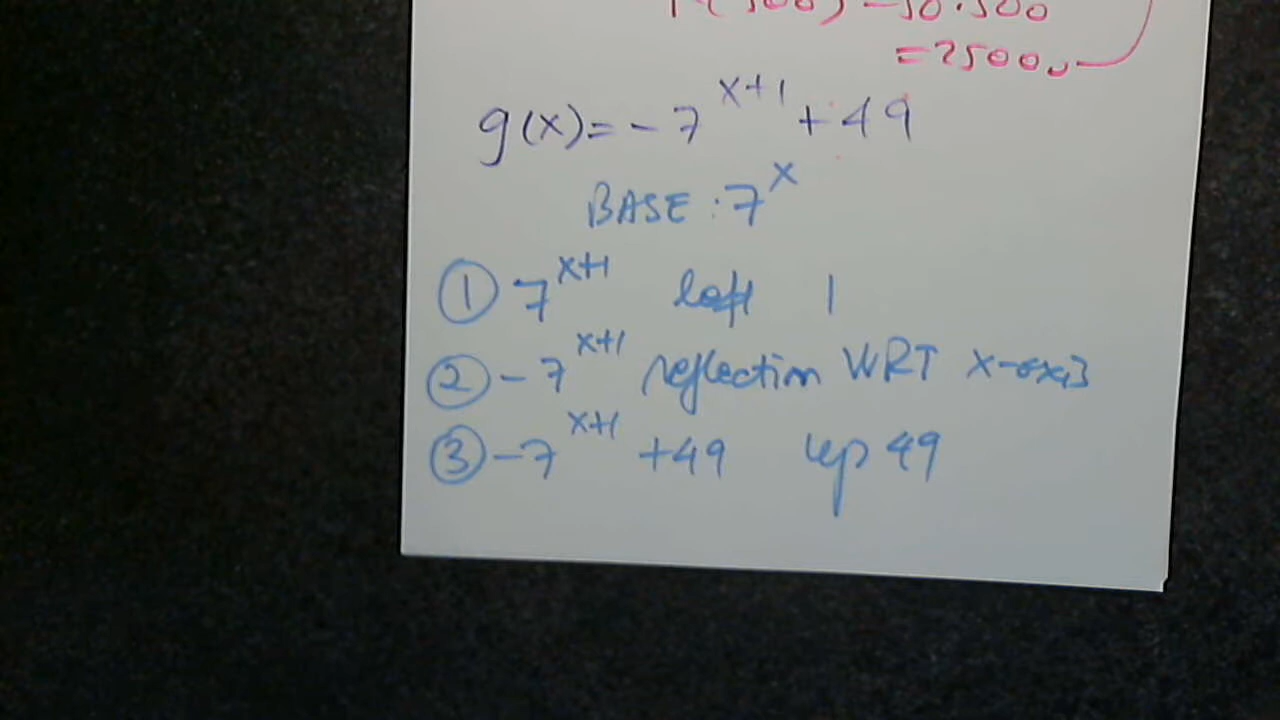 = 25000
g(x) = -7^{x+1} + 49
BASE : 7^x
① 7^{x+1} left 1
② -7^{x+1} reflection WRT x-axis
③ -7^{x+1} +49 up 49